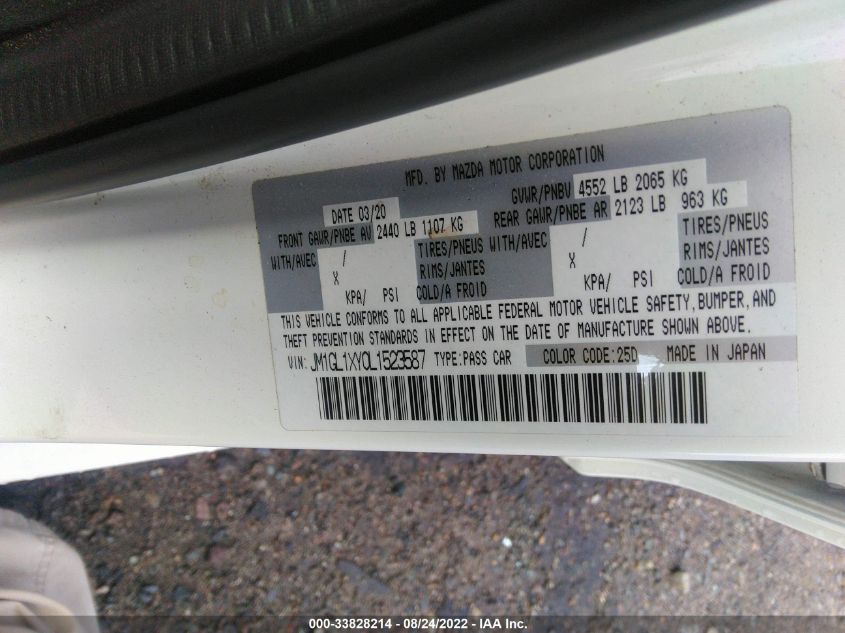 MFD. BY MAZDA MOTOR CORPORATION
DATE 03/20 GVWR/PNBV 4552 LB 2065 KG
FRONT GAWR/PNBE AV 2440 LB 1107 KG REAR GAWR/PNBE AR 2123 LB 963 KG
WITH/AVEC / TIRES/PNEUS WITH/AVEC / TIRES/PNEUS
X RIMS/JANTES X RIMS/JANTES
KPA/ PSI COLD/A FROID KPA/ PSI COLD/A FROID
THIS VEHICLE CONFORMS TO ALL APPLICABLE FEDERAL MOTOR VEHICLE SAFETY, BUMPER, AND
THEFT PREVENTION STANDARDS IN EFFECT ON THE DATE OF MANUFACTURE SHOWN ABOVE.
VIN: JM1GL1XY0L1523587 TYPE:PASS CAR COLOR CODE:25D MADE IN JAPAN
000-33828214 - 08/24/2022 - IAA Inc.